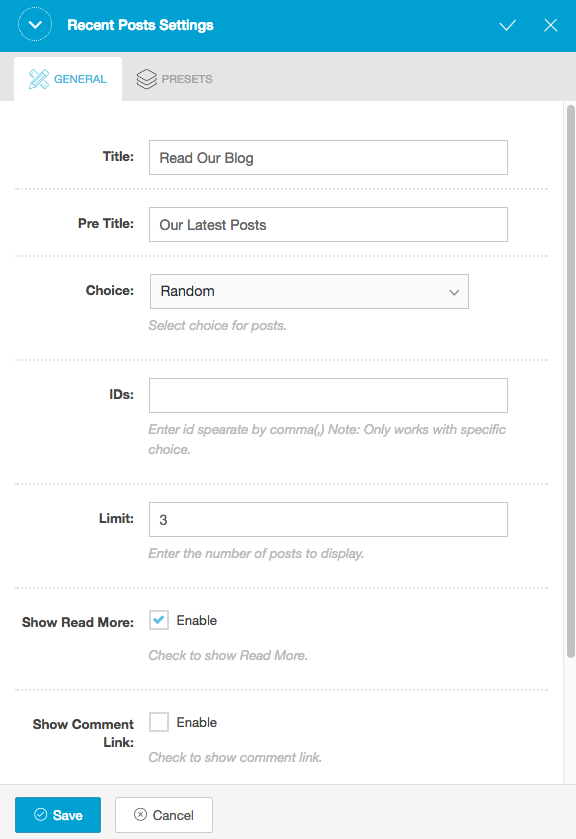 Recent Posts Settings
GENERAL PRESETS
Title: Read Our Blog
Pre Title: Our Latest Posts
Choice: Random
Select choice for posts.
IDs:
Enter id spearate by comma(,) Note: Only works with specific
choice.
Limit: 3
Enter the number of posts to display.
Show Read More: Enable
Check to show Read More.
Show Comment Enable
Link:
Check to show comment link.
Save Cancel